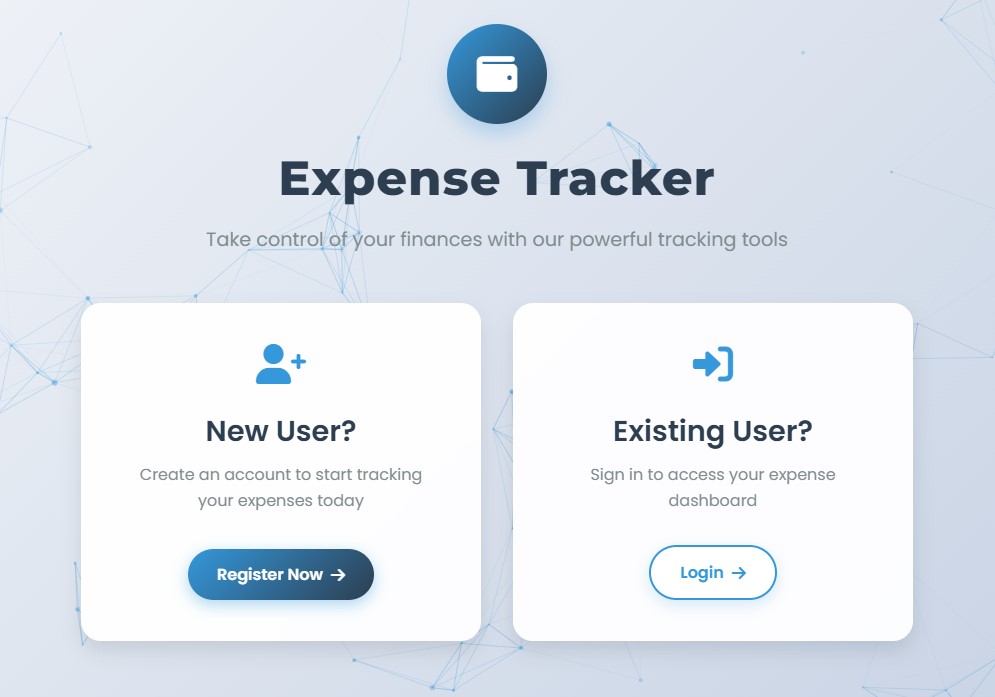 Expense Tracker
Take control of your finances with our powerful tracking tools
New User?
Create an account to start tracking
your expenses today
Register Now
Existing User?
Sign in to access your expense
dashboard
Login